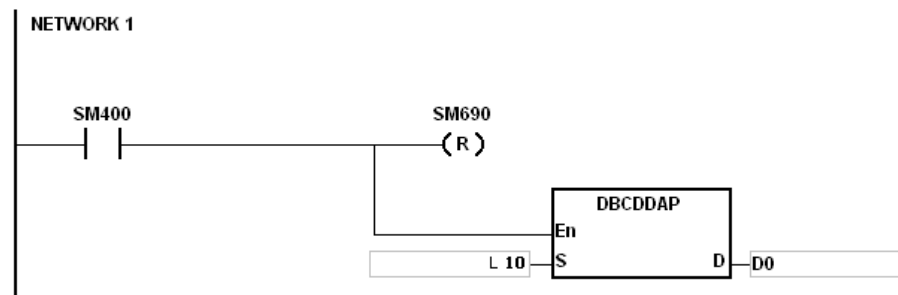 NETWORK 1
SM400
SM690
( R )
DBCDDAP
En
L 10
S
D
D0